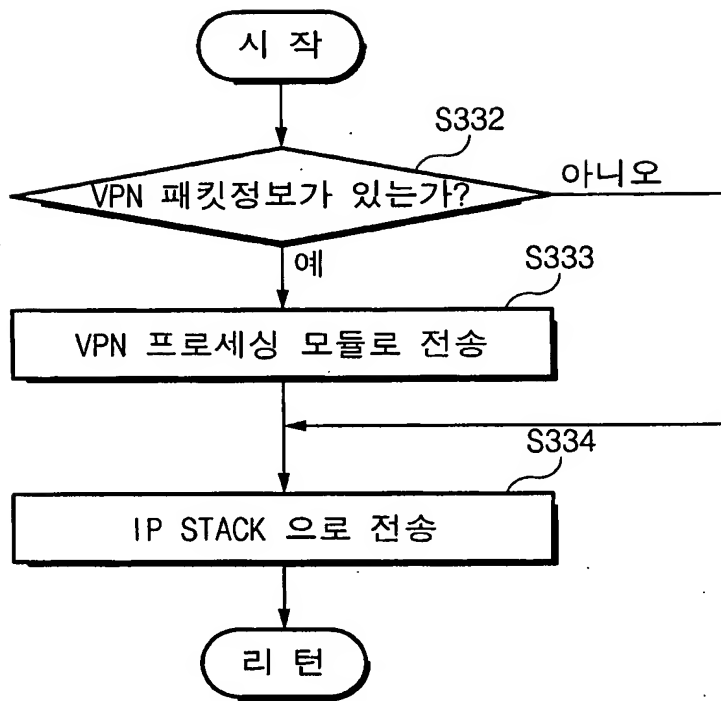 시 작
S332
VPN 패킷정보가 있는가?
아니오
예
S333
VPN 프로세싱 모듈로 전송
S334
IP STACK 으로 전송
리 턴